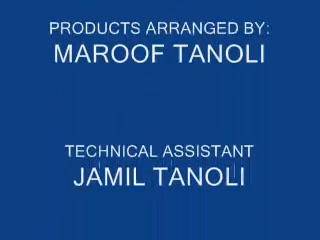 PRODUCTS ARRANGED BY:
MAROOF TANOLI
TECHNICAL ASSISTANT
JAMIL TANOLI